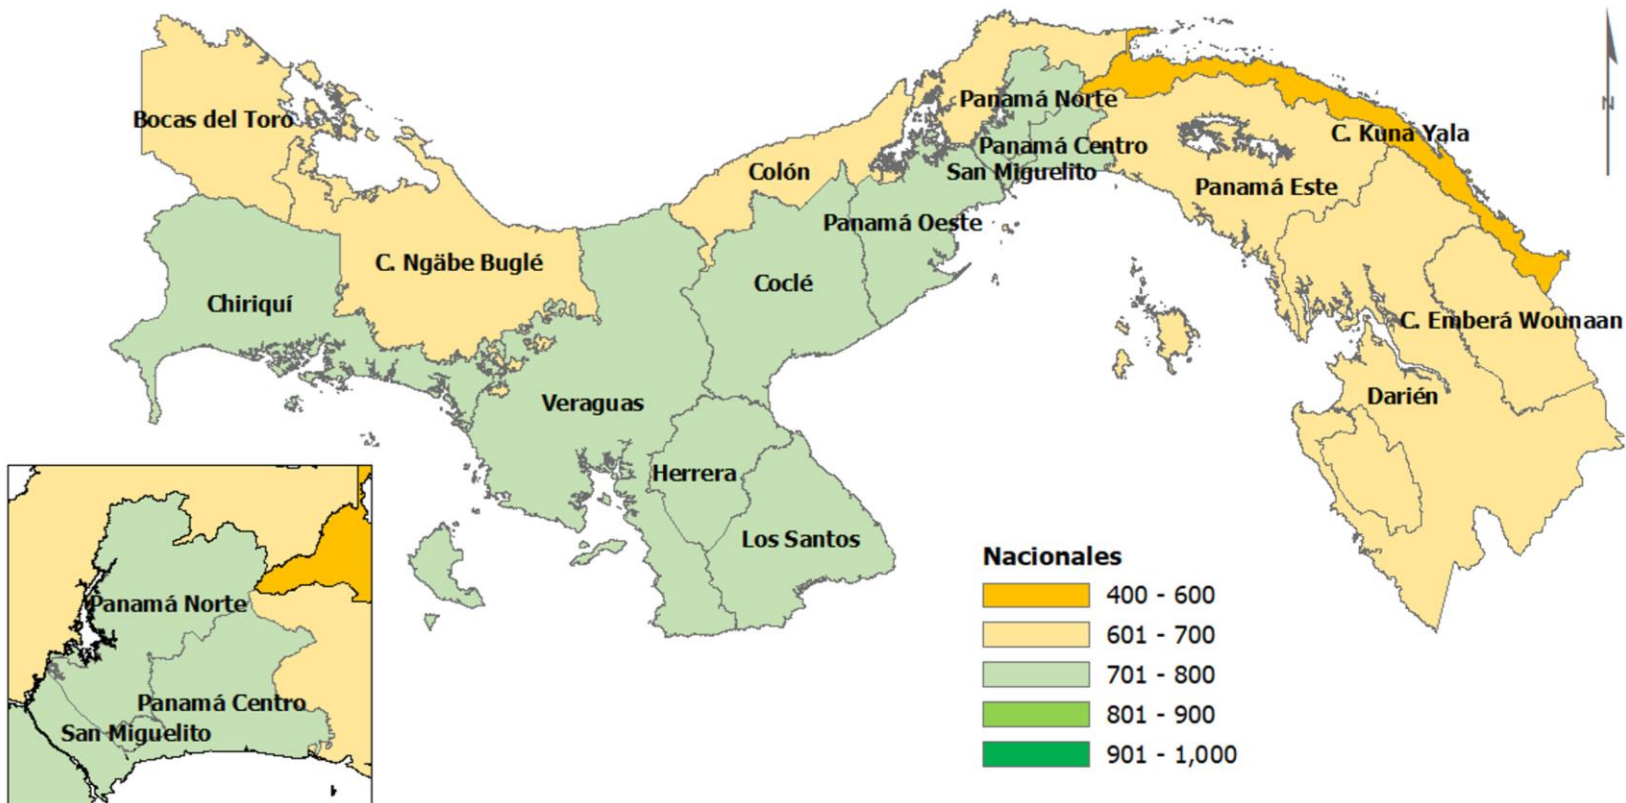 N
Bocas del Toro
Panamá Norte
C. Kuna Yala
Panamá Centro
Colón
San Miguelito
Panamá Este
Panamá Oeste
C. Ngäbe Buglé
Coclé
Chiriquí
C. Emberá Wounaan
Darién
Veraguas
Herrera
Los Santos
Panamá Norte
Panamá Centro
San Miguelito
Nacionales
400 - 600
601 - 700
701 - 800
801 - 900
901 - 1,000